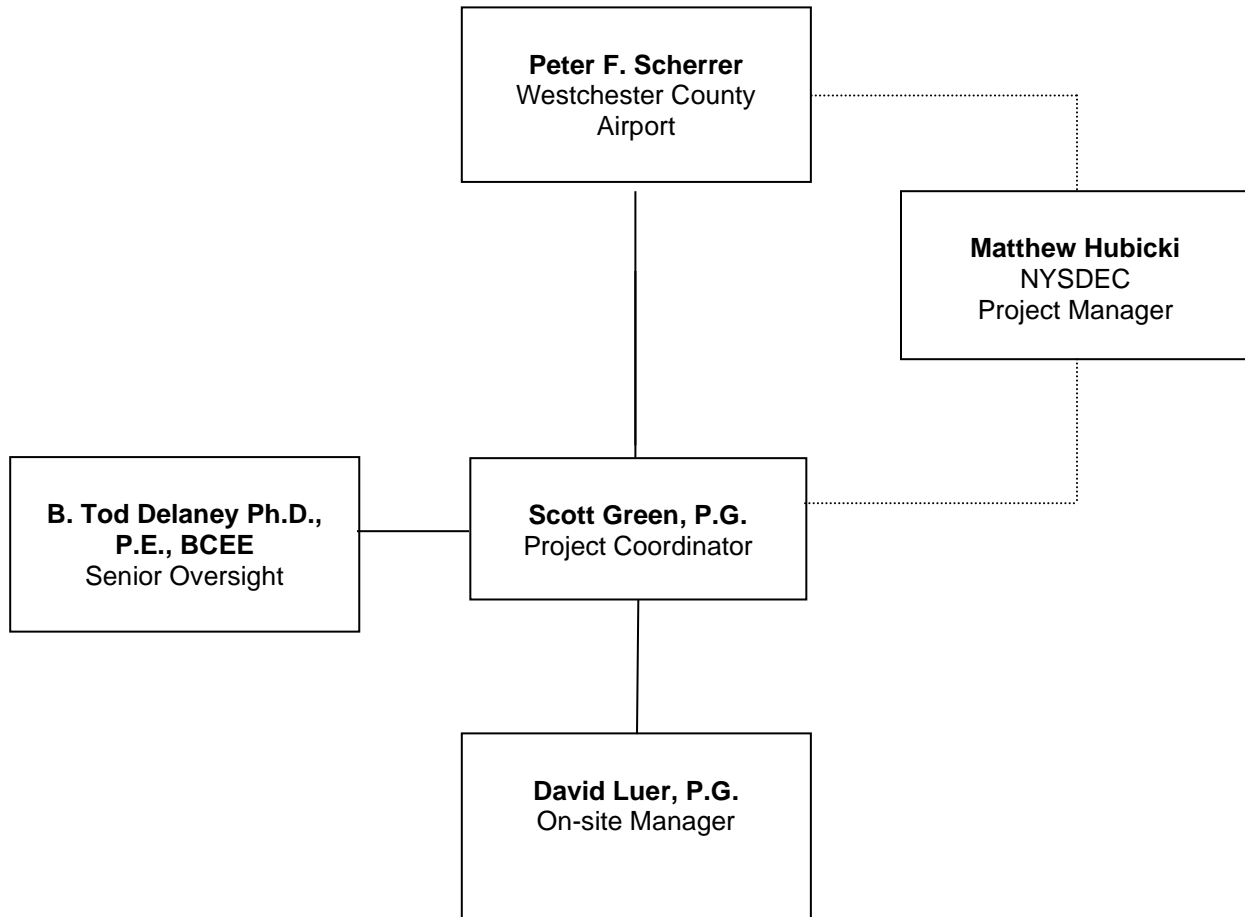 Peter F. Scherrer
Westchester County
Airport
Matthew Hubicki
NYSDEC
Project Manager
B. Tod Delaney Ph.D.,
P.E., BCEE
Senior Oversight
Scott Green, P.G.
Project Coordinator
David Luer, P.G.
On-site Manager